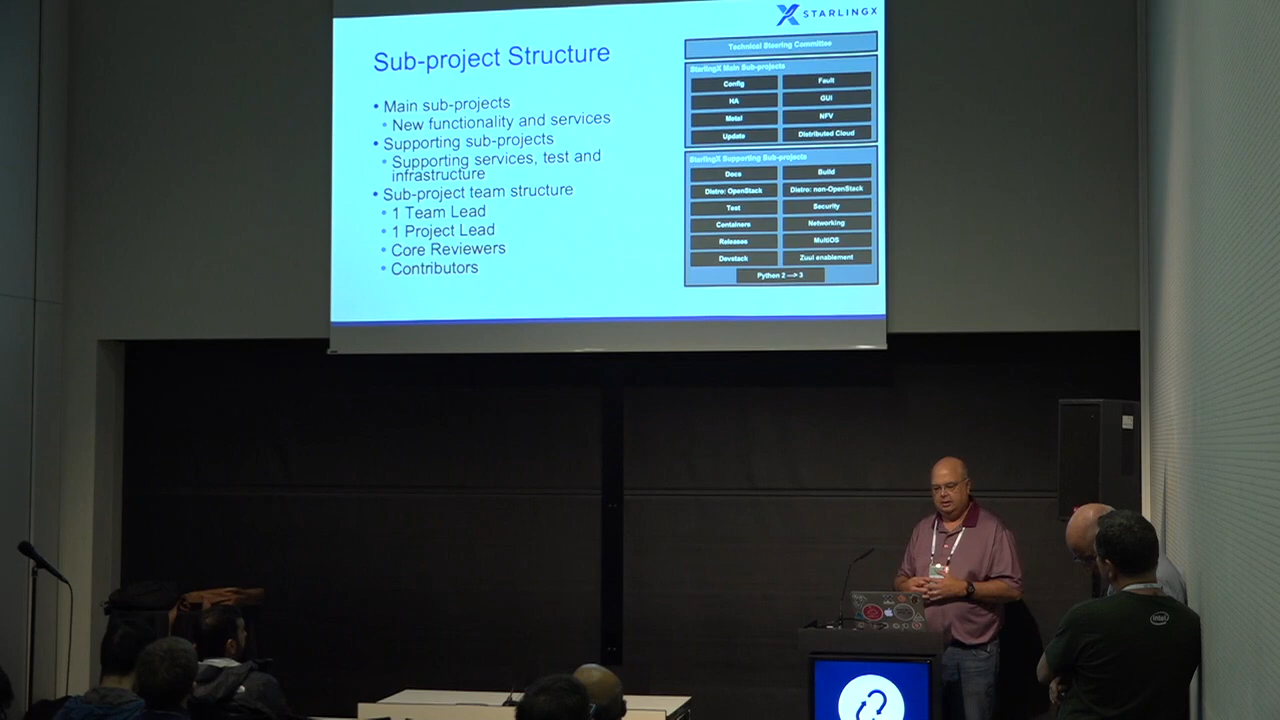 STARLINGX
Sub-project Structure
• Main sub-projects
• New functionality and services
• Supporting sub-projects
• Supporting services, test and
infrastructure
• Sub-project team structure
• 1 Team Lead
• 1 Project Lead
• Core Reviewers
• Contributors
Technical Steering Committee
StarlingX Main Sub-projects
Config
Fault
HA
GUI
Metal
NFV
Update
Distributed Cloud
StarlingX Supporting Sub-projects
Docs
Build
Distro: OpenStack
Distro: non-OpenStack
Test
Security
Containers
Networking
Releases
MultiOS
Devstack
Zuul enablement
Python 2 —> 3
intel